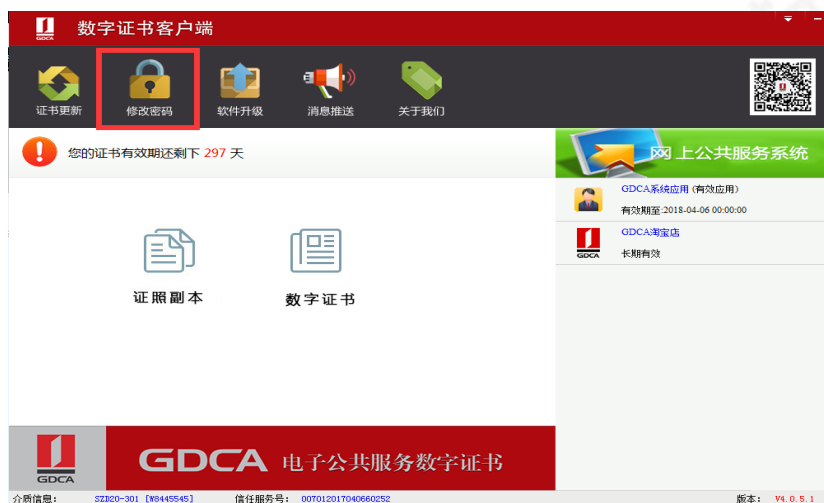 GDCA
数字证书客户端
证书更新
修改密码
软件升级
消息推送
关于我们
您的证书有效期还剩下 297 天
网上公共服务系统
GDCA系统应用 (有效应用)
有效期至:2018-04-06 00:00:00
GDCA淘宝店
GDCA
长期有效
证照副本
数字证书
GDCA
GDCA 电子公共服务数字证书
介质信息: SZD20-301 [W8445545] 信任服务号: 007012017040660252 版本: V4.0.5.1